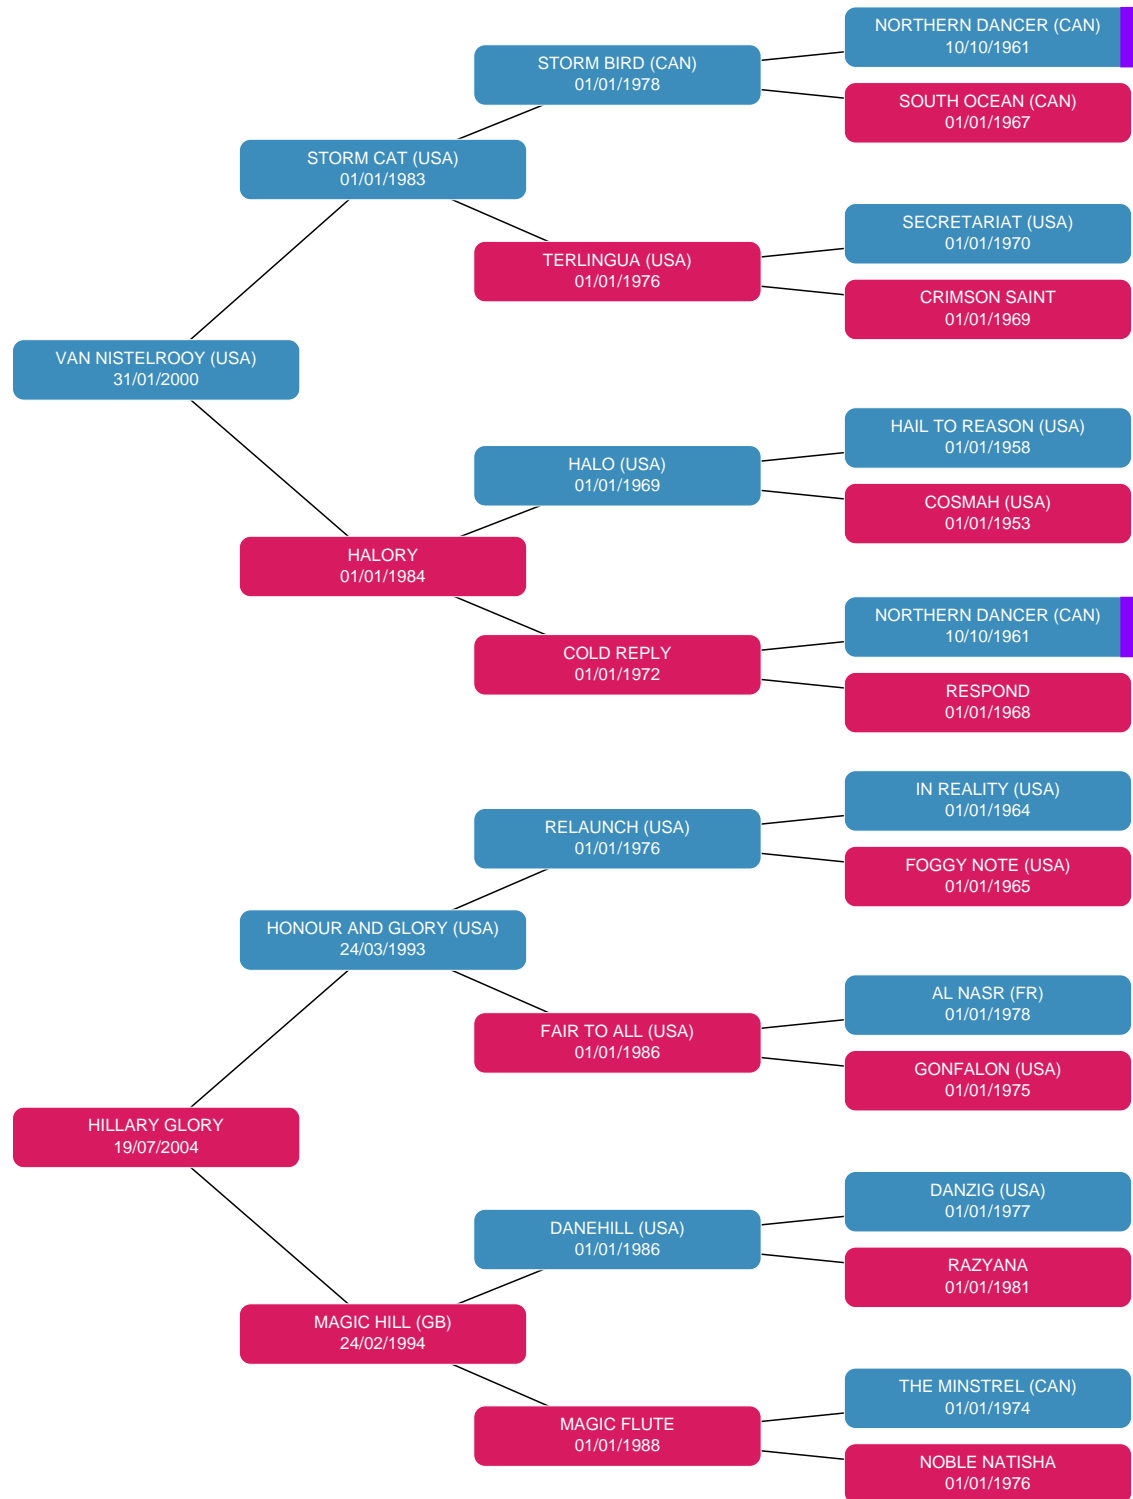 NORTHERN DANCER (CAN)
10/10/1961
STORM BIRD (CAN)
01/01/1978
SOUTH OCEAN (CAN)
01/01/1967
STORM CAT (USA)
01/01/1983
SECRETARIAT (USA)
01/01/1970
TERLINGUA (USA)
01/01/1976
CRIMSON SAINT
01/01/1969
VAN NISTELROOY (USA)
31/01/2000
HAIL TO REASON (USA)
01/01/1958
HALO (USA)
01/01/1969
COSMAH (USA)
01/01/1953
HALORY
01/01/1984
NORTHERN DANCER (CAN)
10/10/1961
COLD REPLY
01/01/1972
RESPOND
01/01/1968
IN REALITY (USA)
01/01/1964
RELAUNCH (USA)
01/01/1976
FOGGY NOTE (USA)
01/01/1965
HONOUR AND GLORY (USA)
24/03/1993
AL NASR (FR)
01/01/1978
FAIR TO ALL (USA)
01/01/1986
GONFALON (USA)
01/01/1975
HILLARY GLORY
19/07/2004
DANZIG (USA)
01/01/1977
DANEHILL (USA)
01/01/1986
RAZYANA
01/01/1981
MAGIC HILL (GB)
24/02/1994
THE MINSTREL (CAN)
01/01/1974
MAGIC FLUTE
01/01/1988
NOBLE NATISHA
01/01/1976